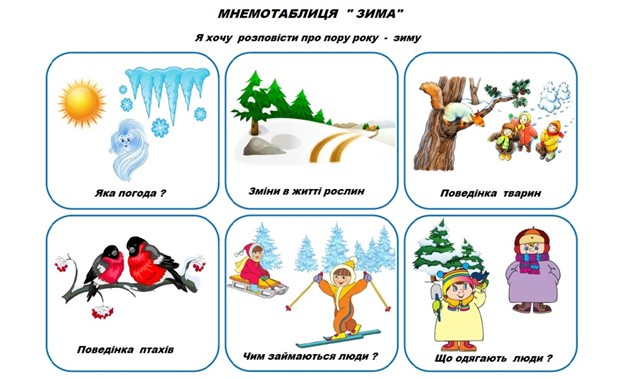 МНЕМОТАБЛИЦЯ " ЗИМА"
Я хочу розповісти про пору року - зиму
Яка погода ?
Зміни в житті рослин
Поведінка тварин
Поведінка птахів
Чим займаються люди ?
Що одягають люди ?